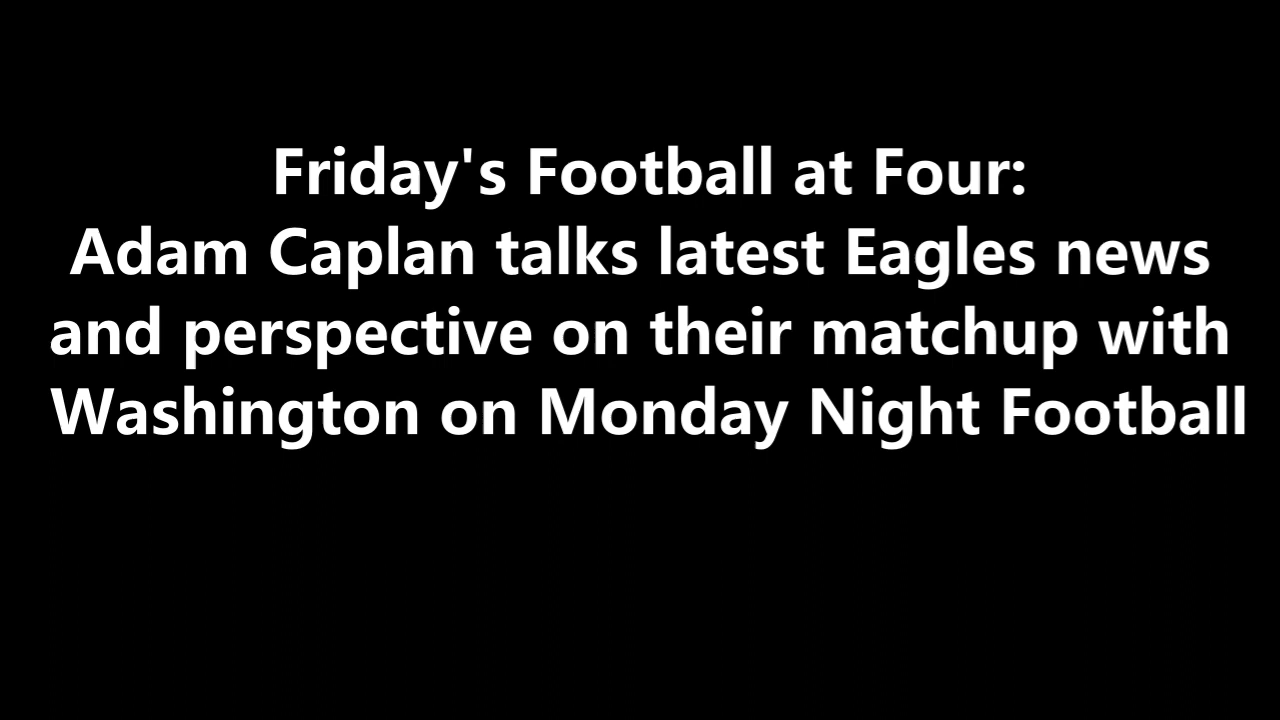 Friday's Football at Four:
Adam Caplan talks latest Eagles news
and perspective on their matchup with
Washington on Monday Night Football